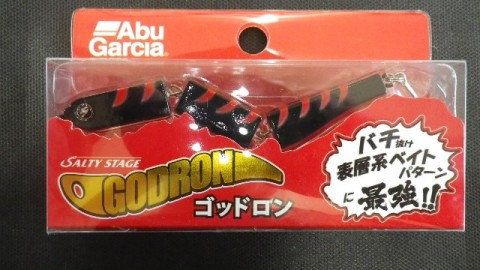 Abu
Garcia
SALTY STAGE
GODRON
ゴッドロン
バチ抜け
表層系ベイト
パターン
に最強!!